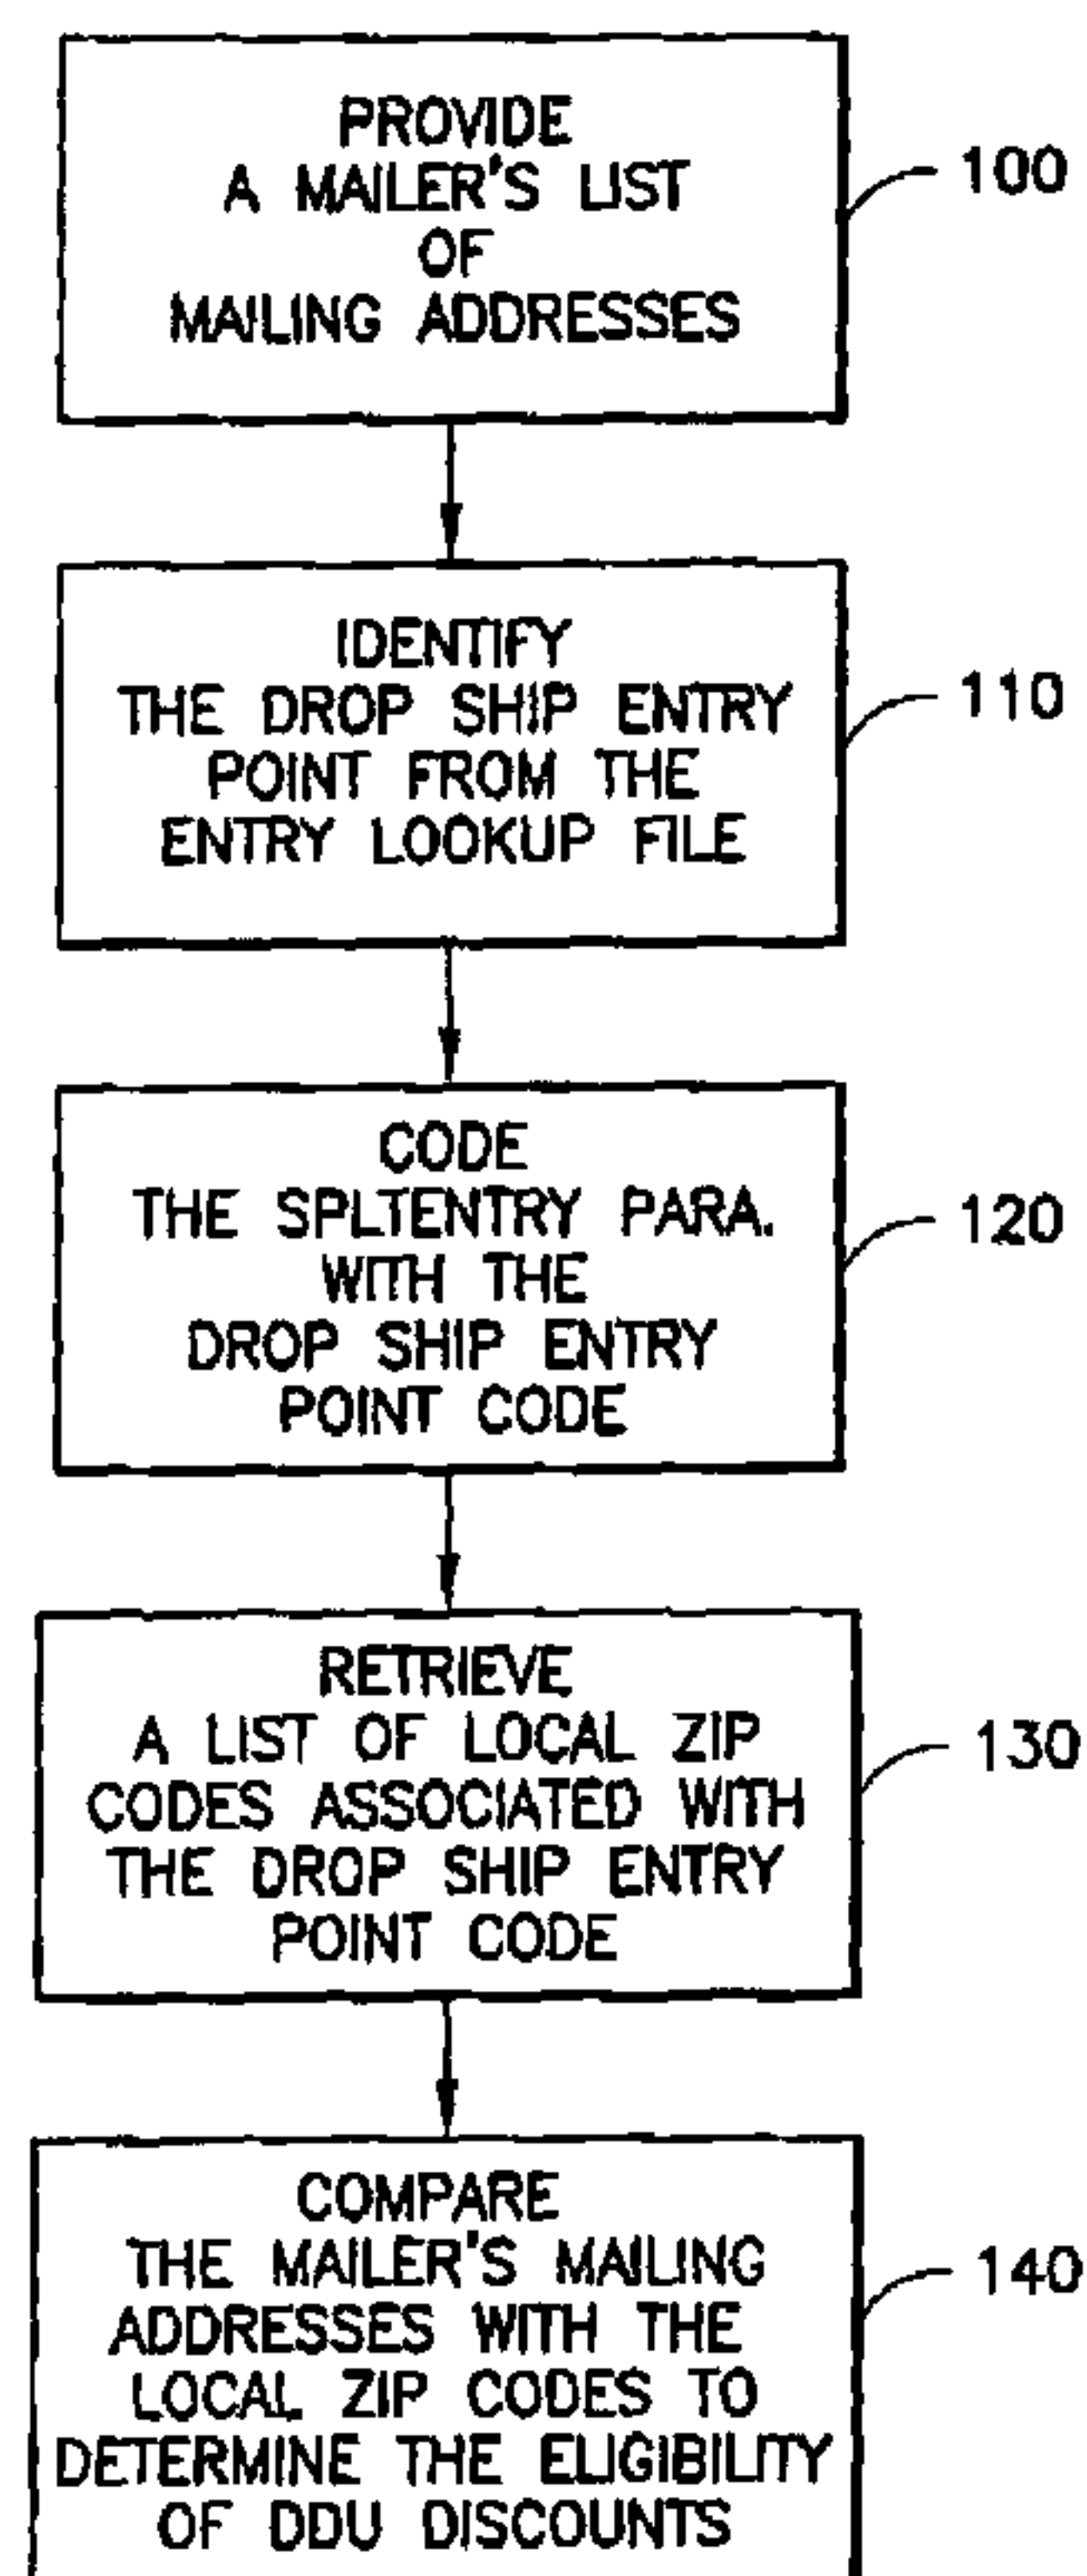 PROVIDE
A MAILER'S LIST
OF
MAILING ADDRESSES
100
IDENTIFY
THE DROP SHIP ENTRY
POINT FROM THE
ENTRY LOOKUP FILE
110
CODE
THE SPLTENTRY PARA.
WITH THE
DROP SHIP ENTRY
POINT CODE
120
RETRIEVE
A LIST OF LOCAL ZIP
CODES ASSOCIATED WITH
THE DROP SHIP ENTRY
POINT CODE
130
COMPARE
THE MAILER'S MAILING
ADDRESSES WITH THE
LOCAL ZIP CODES TO
DETERMINE THE ELIGIBILITY
OF DDU DISCOUNTS
140